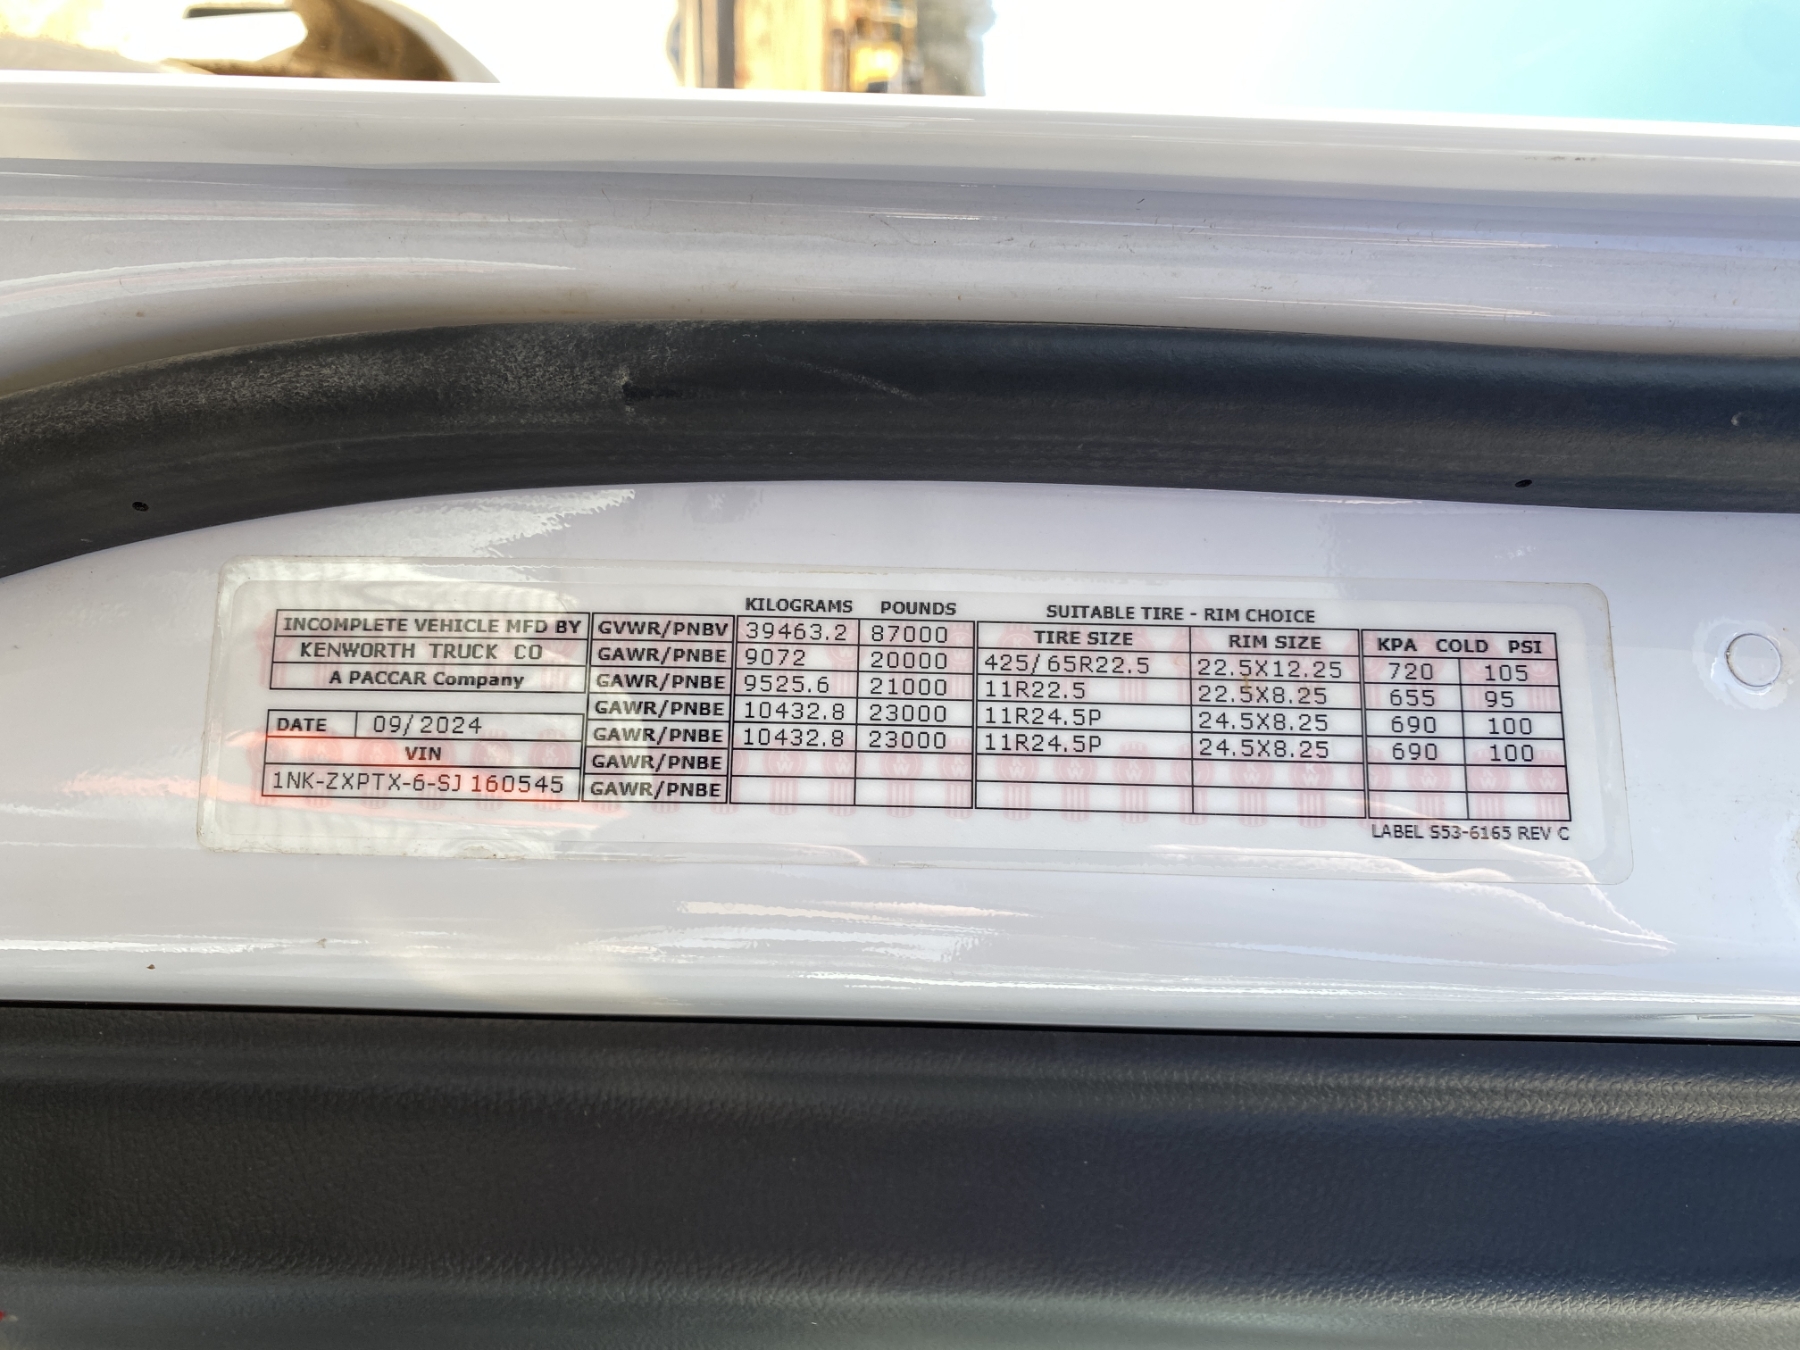 KILOGRAMS POUNDS SUITABLE TIRE - RIM CHOICE
INCOMPLETE VEHICLE MFD BY GVWR/PNBV 39463.2 87000 TIRE SIZE RIM SIZE KPA COLD PSI
KENWORTH TRUCK CO GAWR/PNBE 9072 20000 425/65R22.5 22.5X12.25 720 105
A PACCAR Company GAWR/PNBE 9525.6 21000 11R22.5 22.5X8.25 655 95
GAWR/PNBE 10432.8 23000 11R24.5P 24.5X8.25 690 100
DATE 09/2024 GAWR/PNBE 10432.8 23000 11R24.5P 24.5X8.25 690 100
VIN GAWR/PNBE
1NK-ZXPTX-6-SJ160545 GAWR/PNBE
LABEL S53-6165 REV C